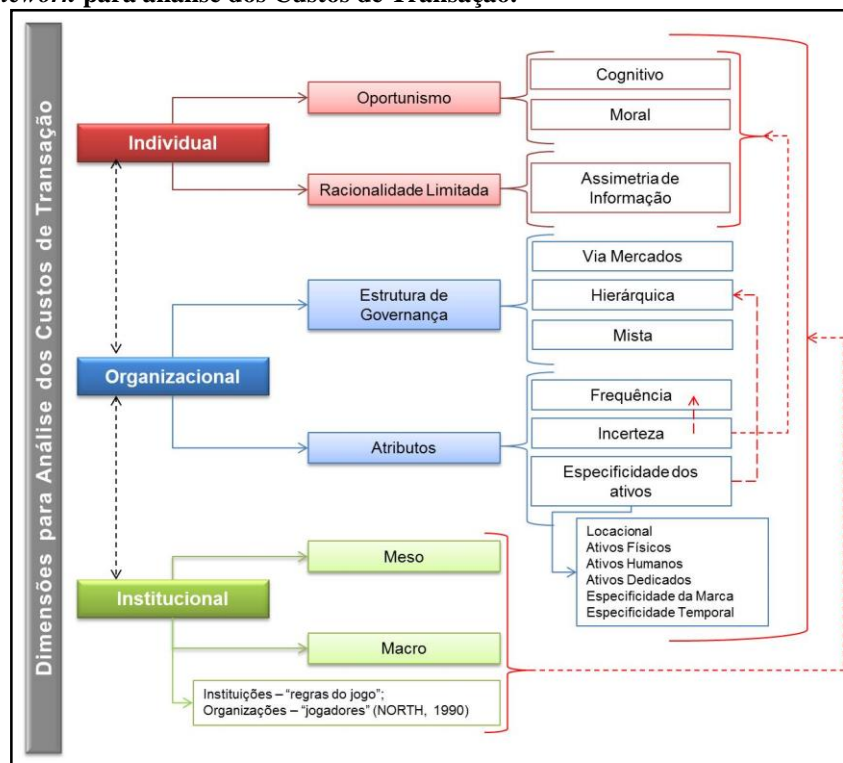 para análise dos Custos de Transação.
Dimensões para Análise dos Custos de Transação
Individual
Oportunismo
Cognitivo
Moral
Racionalidade Limitada
Assimetria de
Informação
Organizacional
Estrutura de
Governança
Via Mercados
Hierárquica
Mista
Atributos
Frequência
Incerteza
Especificidade dos
ativos
Locacional
Ativos Físicos
Ativos Humanos
Ativos Dedicados
Especificidade da Marca
Especificidade Temporal
Institucional
Meso
Macro
Instituições – “regras do jogo”;
Organizações – “jogadores” (NORTH, 1990)